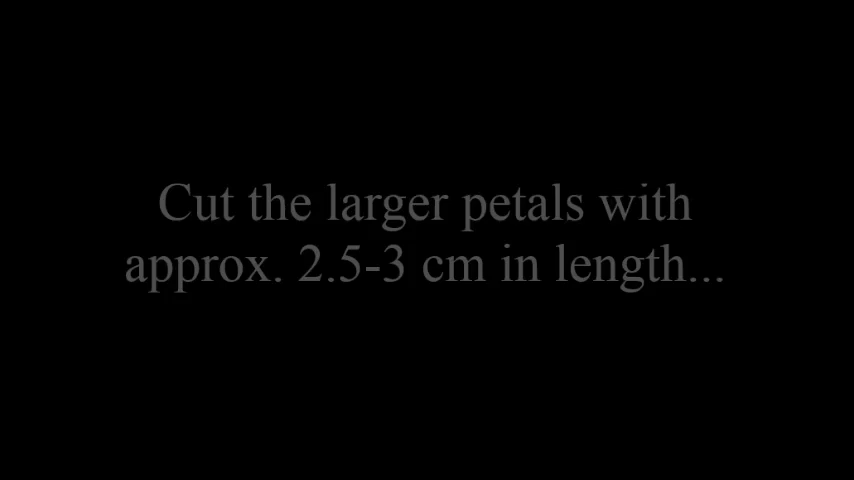 Cut the larger petals with
approx. 2.5-3 cm in length...